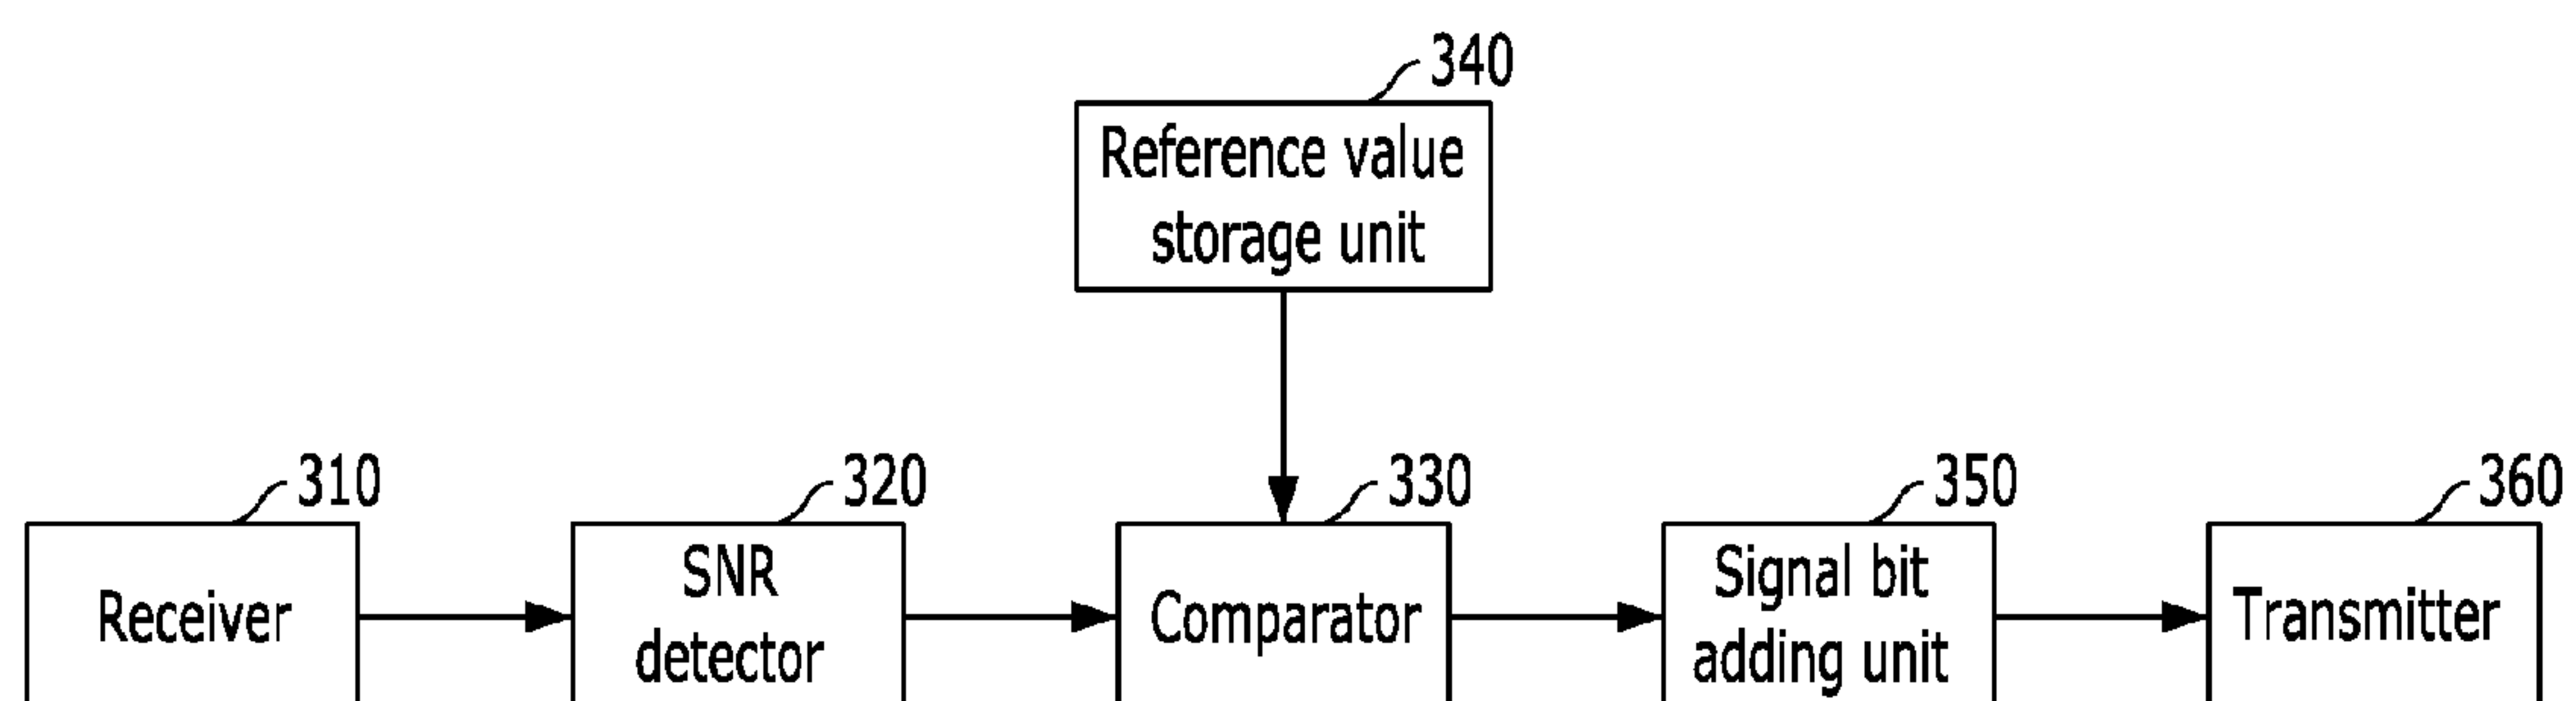 340
Reference value
storage unit
310
320
330
350
360
Receiver
SNR
detector
Comparator
Signal bit
adding unit
Transmitter